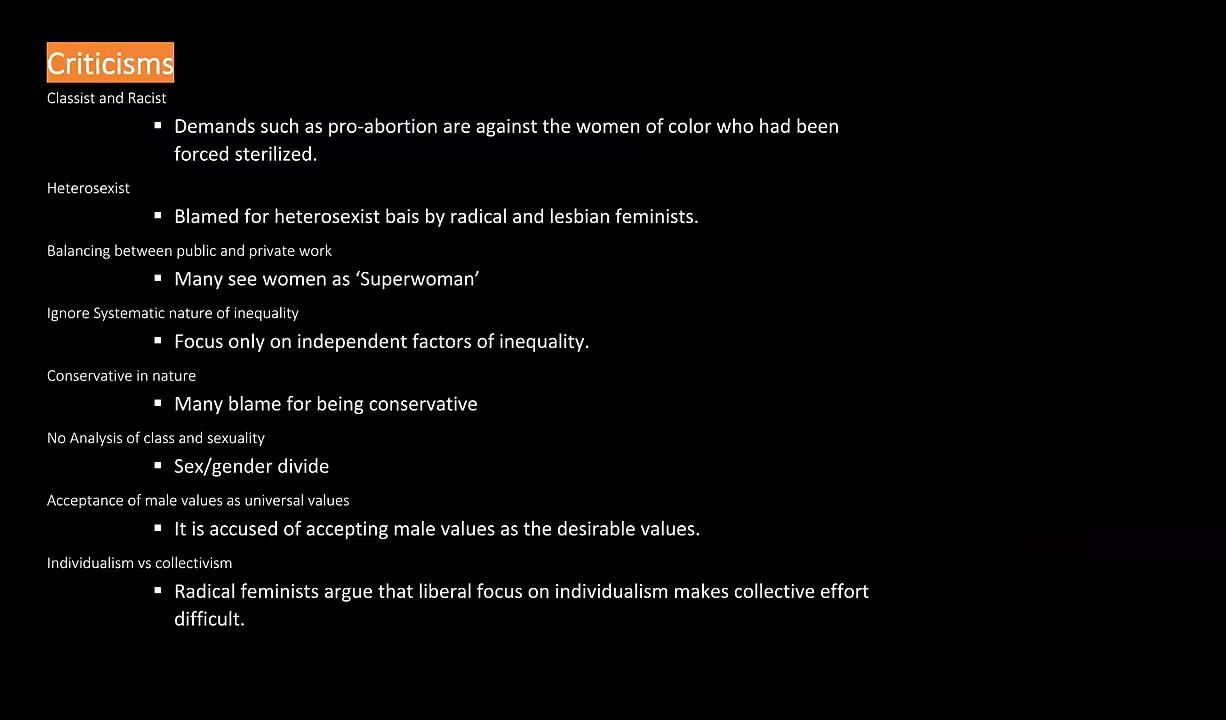 Criticisms
Classist and Racist
▪ Demands such as pro-abortion are against the women of color who had been
forced sterilized.
Heterosexist
▪ Blamed for heterosexist bais by radical and lesbian feminists.
Balancing between public and private work
▪ Many see women as ‘Superwoman’
Ignore Systematic nature of inequality
▪ Focus only on independent factors of inequality.
Conservative in nature
▪ Many blame for being conservative
No Analysis of class and sexuality
▪ Sex/gender divide
Acceptance of male values as universal values
▪ It is accused of accepting male values as the desirable values.
Individualism vs collectivism
▪ Radical feminists argue that liberal focus on individualism makes collective effort
difficult.